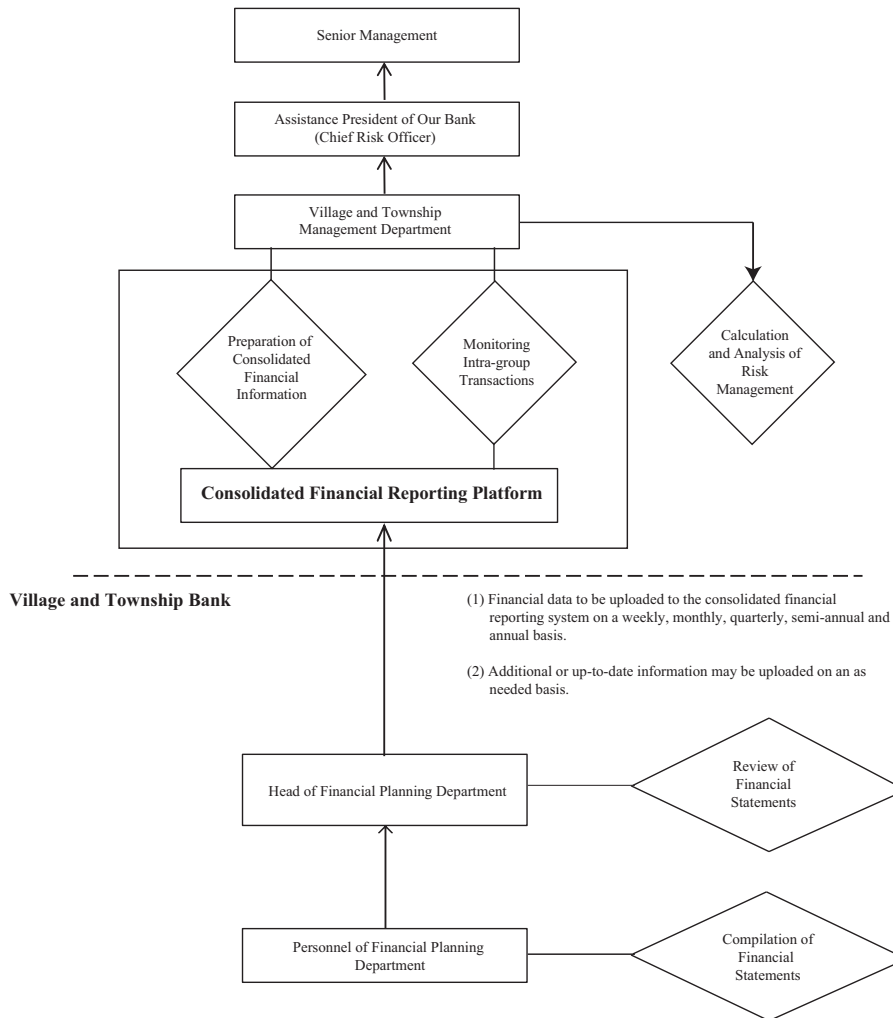 Senior Management
Assistance President of Our Bank
(Chief Risk Officer)
Village and Township
Management Department
Preparation of
Consolidated
Financial
Information
Monitoring
Intra-group
Transactions
Calculation
and Analysis of
Risk
Management
Consolidated Financial Reporting Platform
Village and Township Bank
(1) Financial data to be uploaded to the consolidated financial
reporting system on a weekly, monthly, quarterly, semi-annual and
annual basis.
(2) Additional or up-to-date information may be uploaded on an as
needed basis.
Head of Financial Planning Department
Review of
Financial
Statements
Personnel of Financial Planning
Department
Compilation of
Financial
Statements